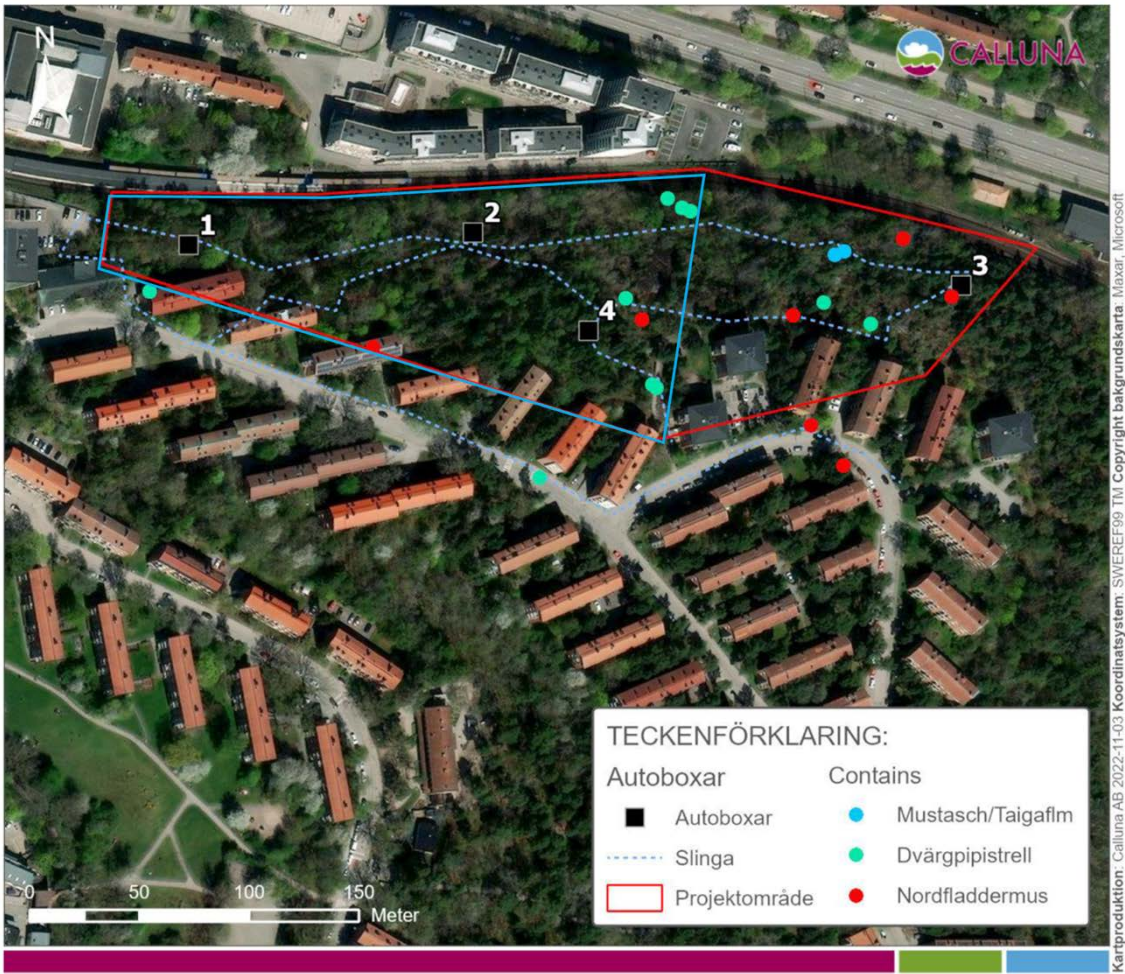 N
CALLUNA
1
2
3
4
TECKENFÖRKLARING:
Autoboxar
Autoboxar
Slinga
Projektområde
Contains
Mustasch/Taigaflm
Dvärgpipistrell
Nordfladdermus
0 50 100 150
Meter
Kartproduktion: Calluna AB 2022-11-03 Koordinatsystem: SWEREF99 TM Copyright bakgrundskarta: Maxar, Microsoft